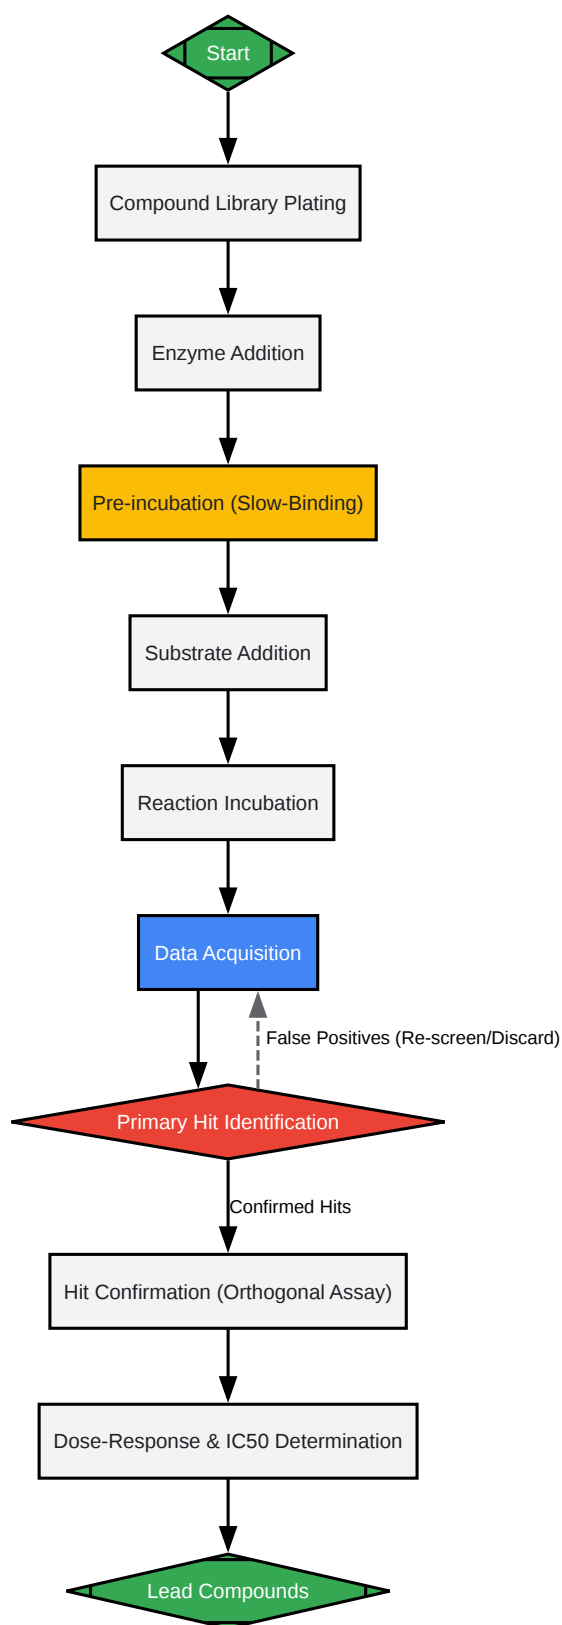 Start
Compound Library Plating
Enzyme Addition
Pre-incubation (Slow-Binding)
Substrate Addition
Reaction Incubation
Data Acquisition
False Positives (Re-screen/Discard)
Primary Hit Identification
Confirmed Hits
Hit Confirmation (Orthogonal Assay)
Dose-Response & IC50 Determination
Lead Compounds